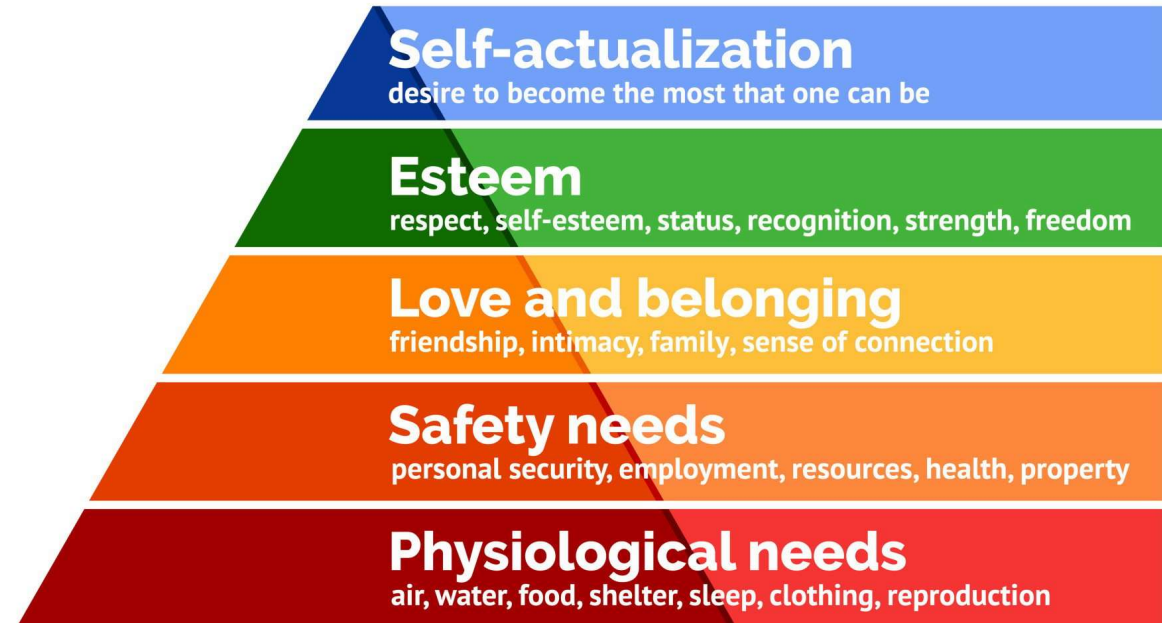 Self-actualization
desire to become the most that one can be
Esteem
respect, self-esteem, status, recognition, strength, freedom
Love and belonging
friendship, intimacy, family, sense of connection
Safety needs
personal security, employment, resources, health, property
Physiological needs
air, water, food, shelter, sleep, clothing, reproduction